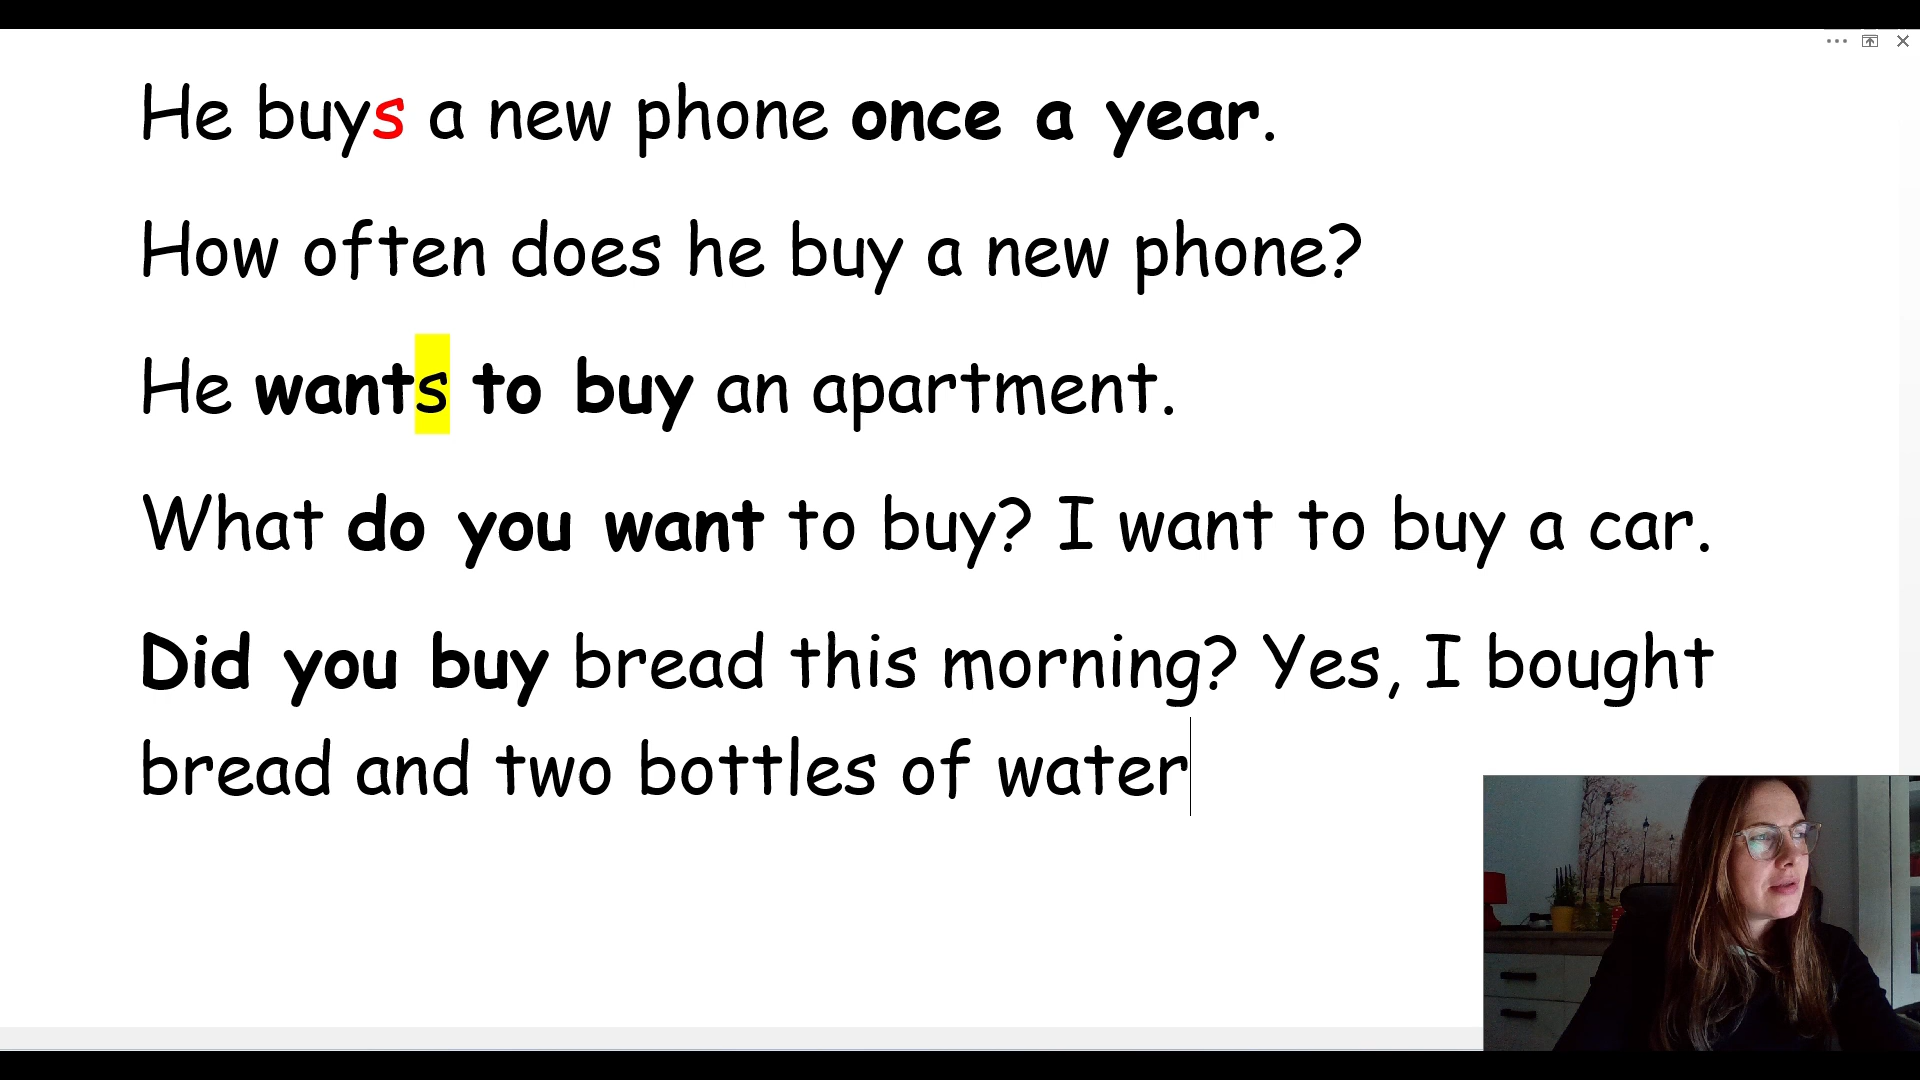 He buys a new phone once a year.
How often does he buy a new phone?
He wants to buy an apartment.
What do you want to buy? I want to buy a car.
Did you buy bread this morning? Yes, I bought
bread and two bottles of water